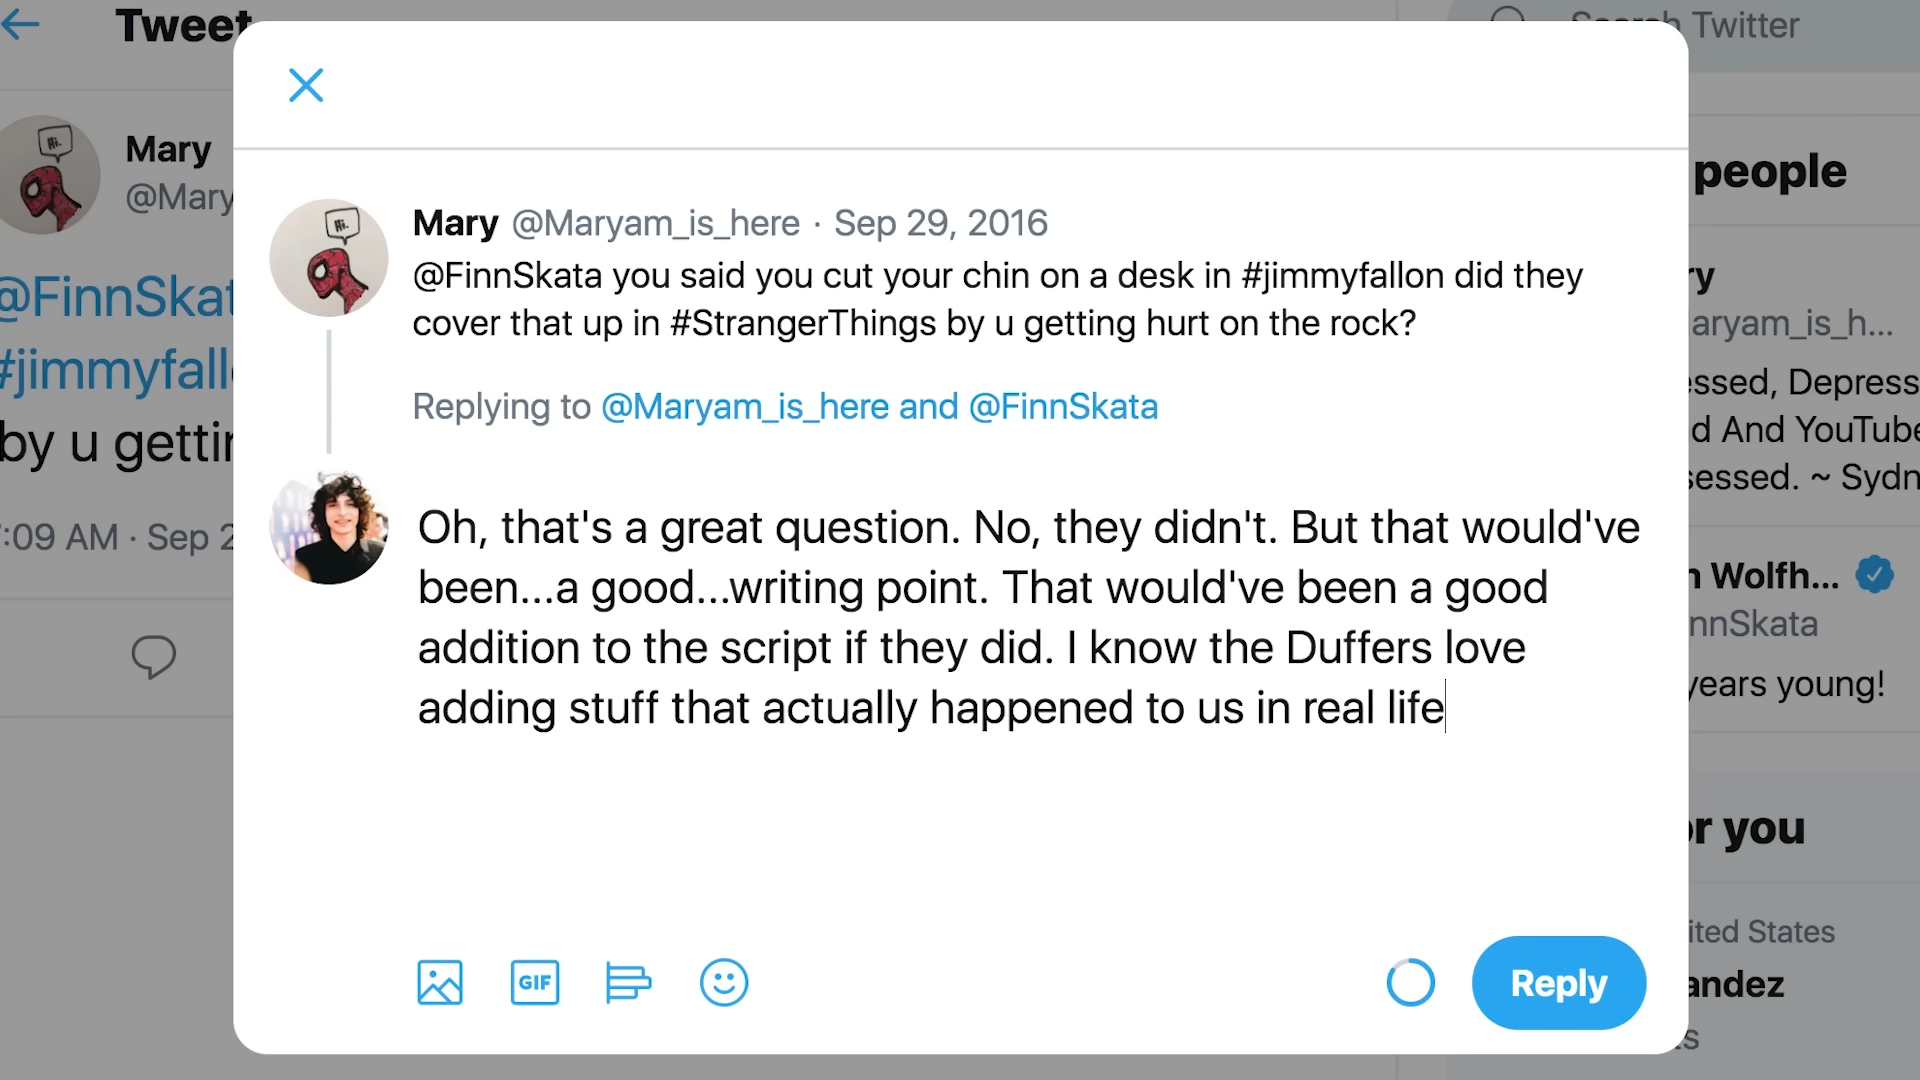 Tweet
Search Twitter
Mary
@Mary
@FinnSkat
#jimmyfall
by u gettin
:09 AM · Sep 2
Hi.
Mary @Maryam_is_here · Sep 29, 2016
@FinnSkata you said you cut your chin on a desk in #jimmyfallon did they
cover that up in #StrangerThings by u getting hurt on the rock?
Replying to @Maryam_is_here and @FinnSkata
Oh, that's a great question. No, they didn't. But that would've
been...a good...writing point. That would've been a good
addition to the script if they did. I know the Duffers love
adding stuff that actually happened to us in real life
GIF
Reply
people
ry
aryam_is_h...
essed, Depress
d And YouTube
sessed. ~ Sydn
n Wolfh...
nnSkata
years young!
or you
ited States
andez
ts